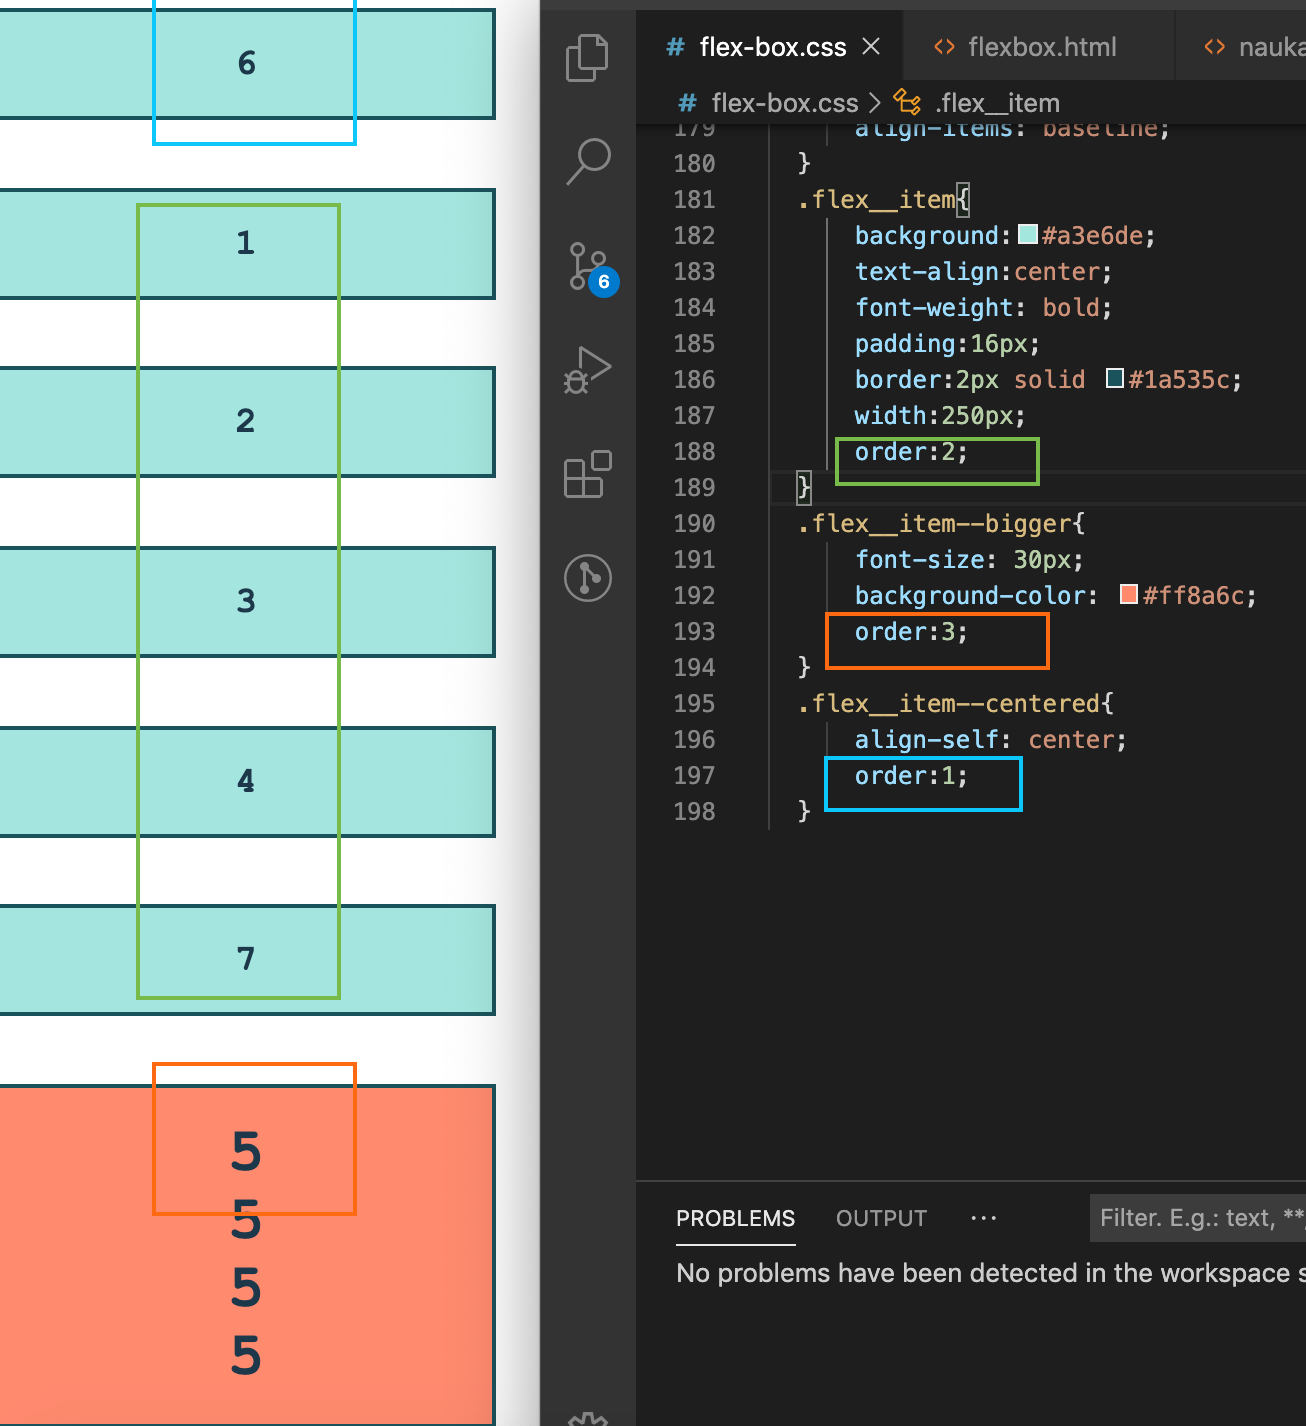 6
1
2
3
4
7
5
5
5
5
# flex-box.css
<> flexbox.html
<> nauka
# flex-box.css > .flex__item
6
179 align-items: baseline;
180 }
181 .flex__item{
182 background:#a3e6de;
183 text-align:center;
184 font-weight: bold;
185 padding:16px;
186 border:2px solid #1a535c;
187 width:250px;
188 order:2;
189 }
190 .flex__item--bigger{
191 font-size: 30px;
192 background-color: #ff8a6c;
193 order:3;
194 }
195 .flex__item--centered{
196 align-self: center;
197 order:1;
198 }
PROBLEMS OUTPUT ···
Filter. E.g.: text, **
No problems have been detected in the workspace s